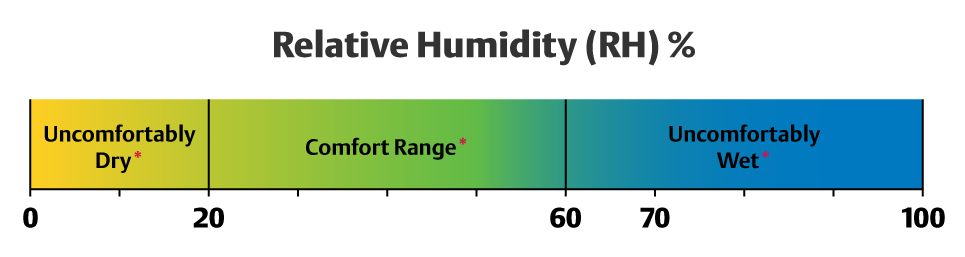 Relative Humidity (RH) %
Uncomfortably
Dry*
Comfort Range*
Uncomfortably
Wet*
0 20 60 70 100